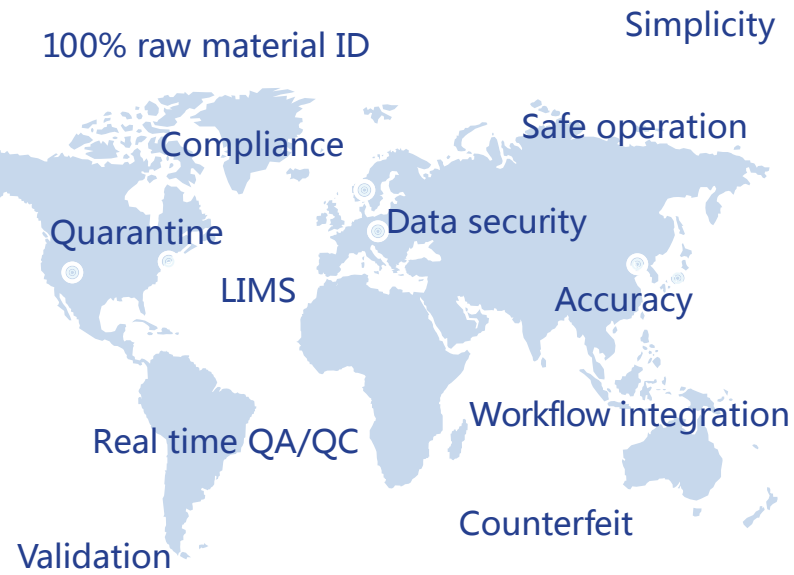 Simplicity
100% raw material ID
Safe operation
Compliance
Data security
Quarantine
LIMS
Accuracy
Workflow integration
Real time QA/QC
Counterfeit
Validation